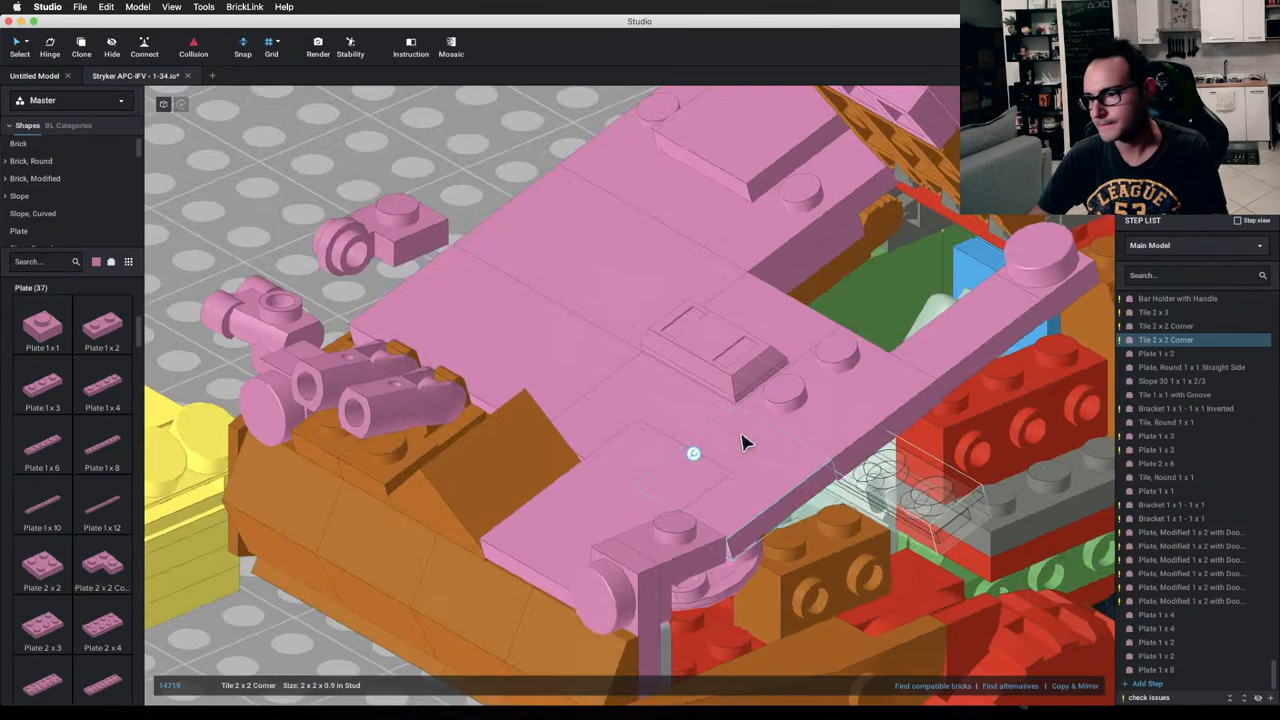 Studio File Edit Model View Tools BrickLink Help
Studio
Select Hinge Clone Hide Connect Collision Snap Grid Render Stability Instruction Mosaic
Untitled Model Stryker APC-IFV - 1-34.io*
Master
Shapes BL Categories
Brick
Brick, Round
Brick, Modified
Slope
Slope, Curved
Plate
Search...
Plate (37)
Plate 1 x 1 Plate 1 x 2
Plate 1 x 3 Plate 1 x 4
Plate 1 x 6 Plate 1 x 8
Plate 1 x 10 Plate 1 x 12
Plate 2 x 2 Plate 2 x 2 Co...
Plate 2 x 3 Plate 2 x 4
LEAGUE
53
STEP LIST Step view
Main Model
Search...
Bar Holder with Handle
Tile 2 x 3
Tile 2 x 2 Corner
Tile 2 x 2 Corner
Plate 1 x 2
Plate, Round 1 x 1 Straight Side
Slope 30 1 x 1 x 2/3
Tile 1 x 1 with Groove
Bracket 1 x 1 - 1 x 1 Inverted
Tile, Round 1 x 1
Plate 1 x 3
Plate 1 x 3
Plate 2 x 6
Tile, Round 1 x 1
Plate 1 x 1
Bracket 1 x 1 - 1 x 1
Bracket 1 x 1 - 1 x 1
Plate, Modified 1 x 2 with Doo...
Plate, Modified 1 x 2 with Doo...
Plate, Modified 1 x 2 with Doo...
Plate, Modified 1 x 2 with Doo...
Plate, Modified 1 x 2 with Doo...
Plate, Modified 1 x 2 with Doo...
Plate 1 x 4
Plate 1 x 4
Plate 1 x 2
Plate 1 x 2
Plate 1 x 8
+ Add Step
check issues
14719 Tile 2 x 2 Corner Size: 2 x 2 x 0.9 in Stud Find compatible bricks | Find alternatives | Copy & Mirror